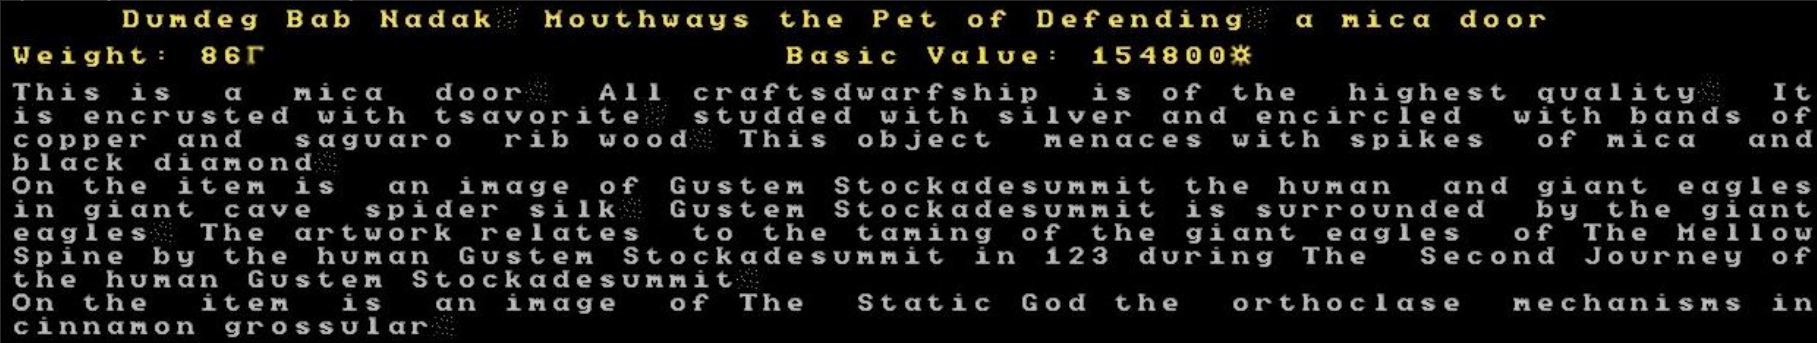 Dumdeg Bab Nadak░ Mouthways the Pet of Defending░ a mica door
Weight: 86Γ Basic Value: 154800☼
This is a mica door░ All craftsdwarfship is of the highest quality░ It
is encrusted with tsavorite░ studded with silver and encircled with bands of
copper and saguaro rib wood░ This object menaces with spikes of mica and
black diamond░
On the item is an image of Gustem Stockadesummit the human and giant eagles
in giant cave spider silk░ Gustem Stockadesummit is surrounded by the giant
eagles░ The artwork relates to the taming of the giant eagles of The Mellow
Spine by the human Gustem Stockadesummit in 123 during The Second Journey of
the human Gustem Stockadesummit░
On the item is an image of The Static God the orthoclase mechanisms in
cinnamon grossular░